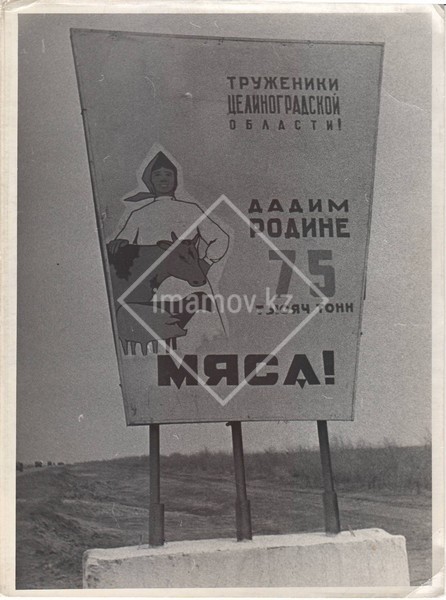 ТРУЖЕНИКИ
ЦЕЛИНОГРАДСКОЙ
ОБЛАСТИ!
ДАДИМ
РОДИНЕ
75
ТЫСЯЧ ТОНН
МЯСА!
imamov.kz